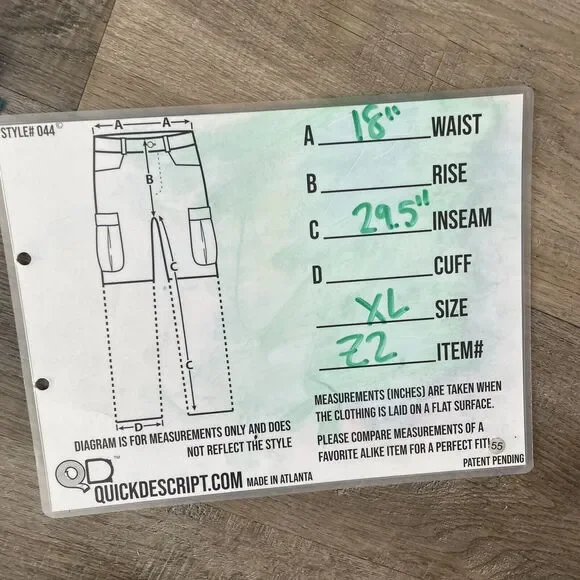 STYLE# 044©
A A
A 18" WAIST
B
B RISE
C 29.5" INSEAM
C
D CUFF
XL SIZE
C
Z2 ITEM#
D
MEASUREMENTS (INCHES) ARE TAKEN WHEN
THE CLOTHING IS LAID ON A FLAT SURFACE.
DIAGRAM IS FOR MEASUREMENTS ONLY AND DOES
NOT REFLECT THE STYLE
PLEASE COMPARE MEASUREMENTS OF A
FAVORITE ALIKE ITEM FOR A PERFECT FIT! 55
PATENT PENDING
QD™
QUICKDESCRIPT.COM MADE IN ATLANTA